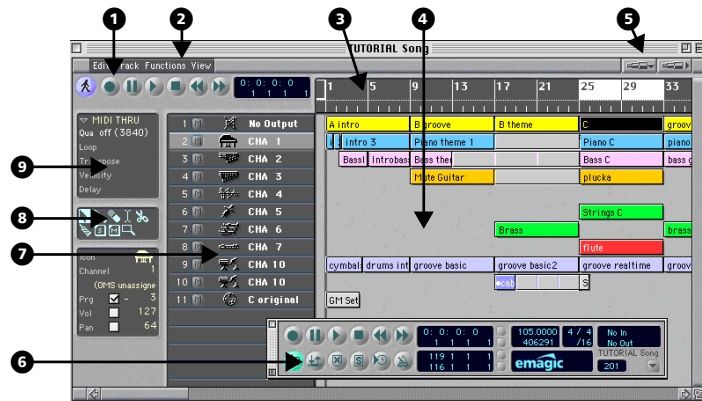 1 2 3 4 5
TUTORIAL Song
Edit Track Functions View
0: 0: 0: 0
1 1 1 1
1 5 9 13 17 21 25 29 33
MIDI THRU
Qua off (3840)
Loop
Transpose
Velocity
Delay
9
8
Icon
Channel 1
(OMS unassigne
Prg - 3
Vol 127
Pan 64
7
6
1 M No Output
2 M CHA 1
3 M CHA 2
4 M CHA 3
5 M CHA 4
6 M CHA 5
7 M CHA 6
8 M CHA 7
9 M CHA 10
10 M CHA 10
11 M C original
A intro B groove B theme C groov
intro 3 Piano theme 1 Piano C piano
Bassl Introbas Bass the Bass C bass g
Mute Guitar plucka
Strings C
Brass brass
flute
cymbal drums int groove basic groove basic2 groove realtime groov
cab S
GM Set
0: 0: 0: 0
1 1 1 1
105.0000
406291
4 / 4
/16
No In
No Out
119 1 1
116 1 1
emagic
TUTORIAL Song
201